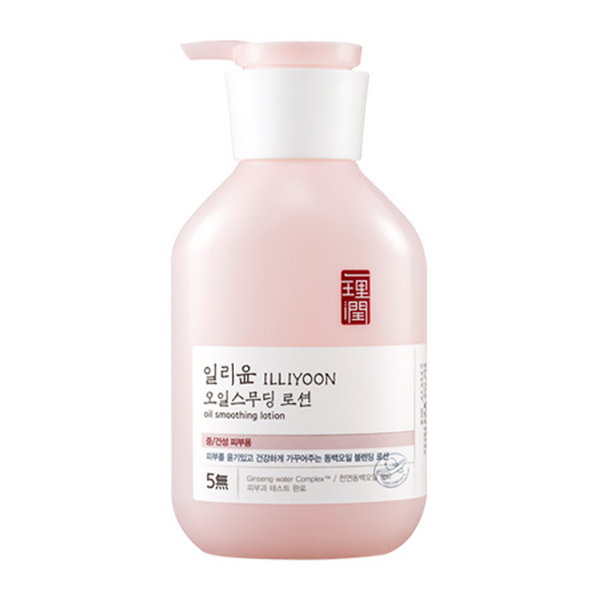 一理潤
일리윤 ILLIYOON
오일스무딩 로션
oil smoothing lotion
중/건성 피부용
피부를 윤기있고 건강하게 가꾸어주는 동백오일 블렌딩 로션
5無
Ginseng water Complex™ / 천연동백오일
피부과 테스트 완료